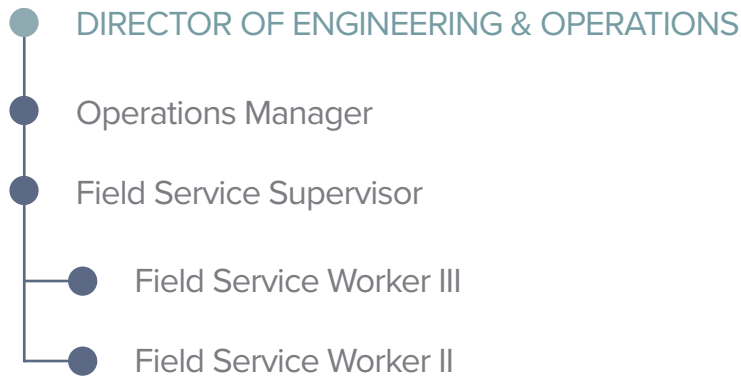 DIRECTOR OF ENGINEERING & OPERATIONS
Operations Manager
Field Service Supervisor
Field Service Worker III
Field Service Worker II